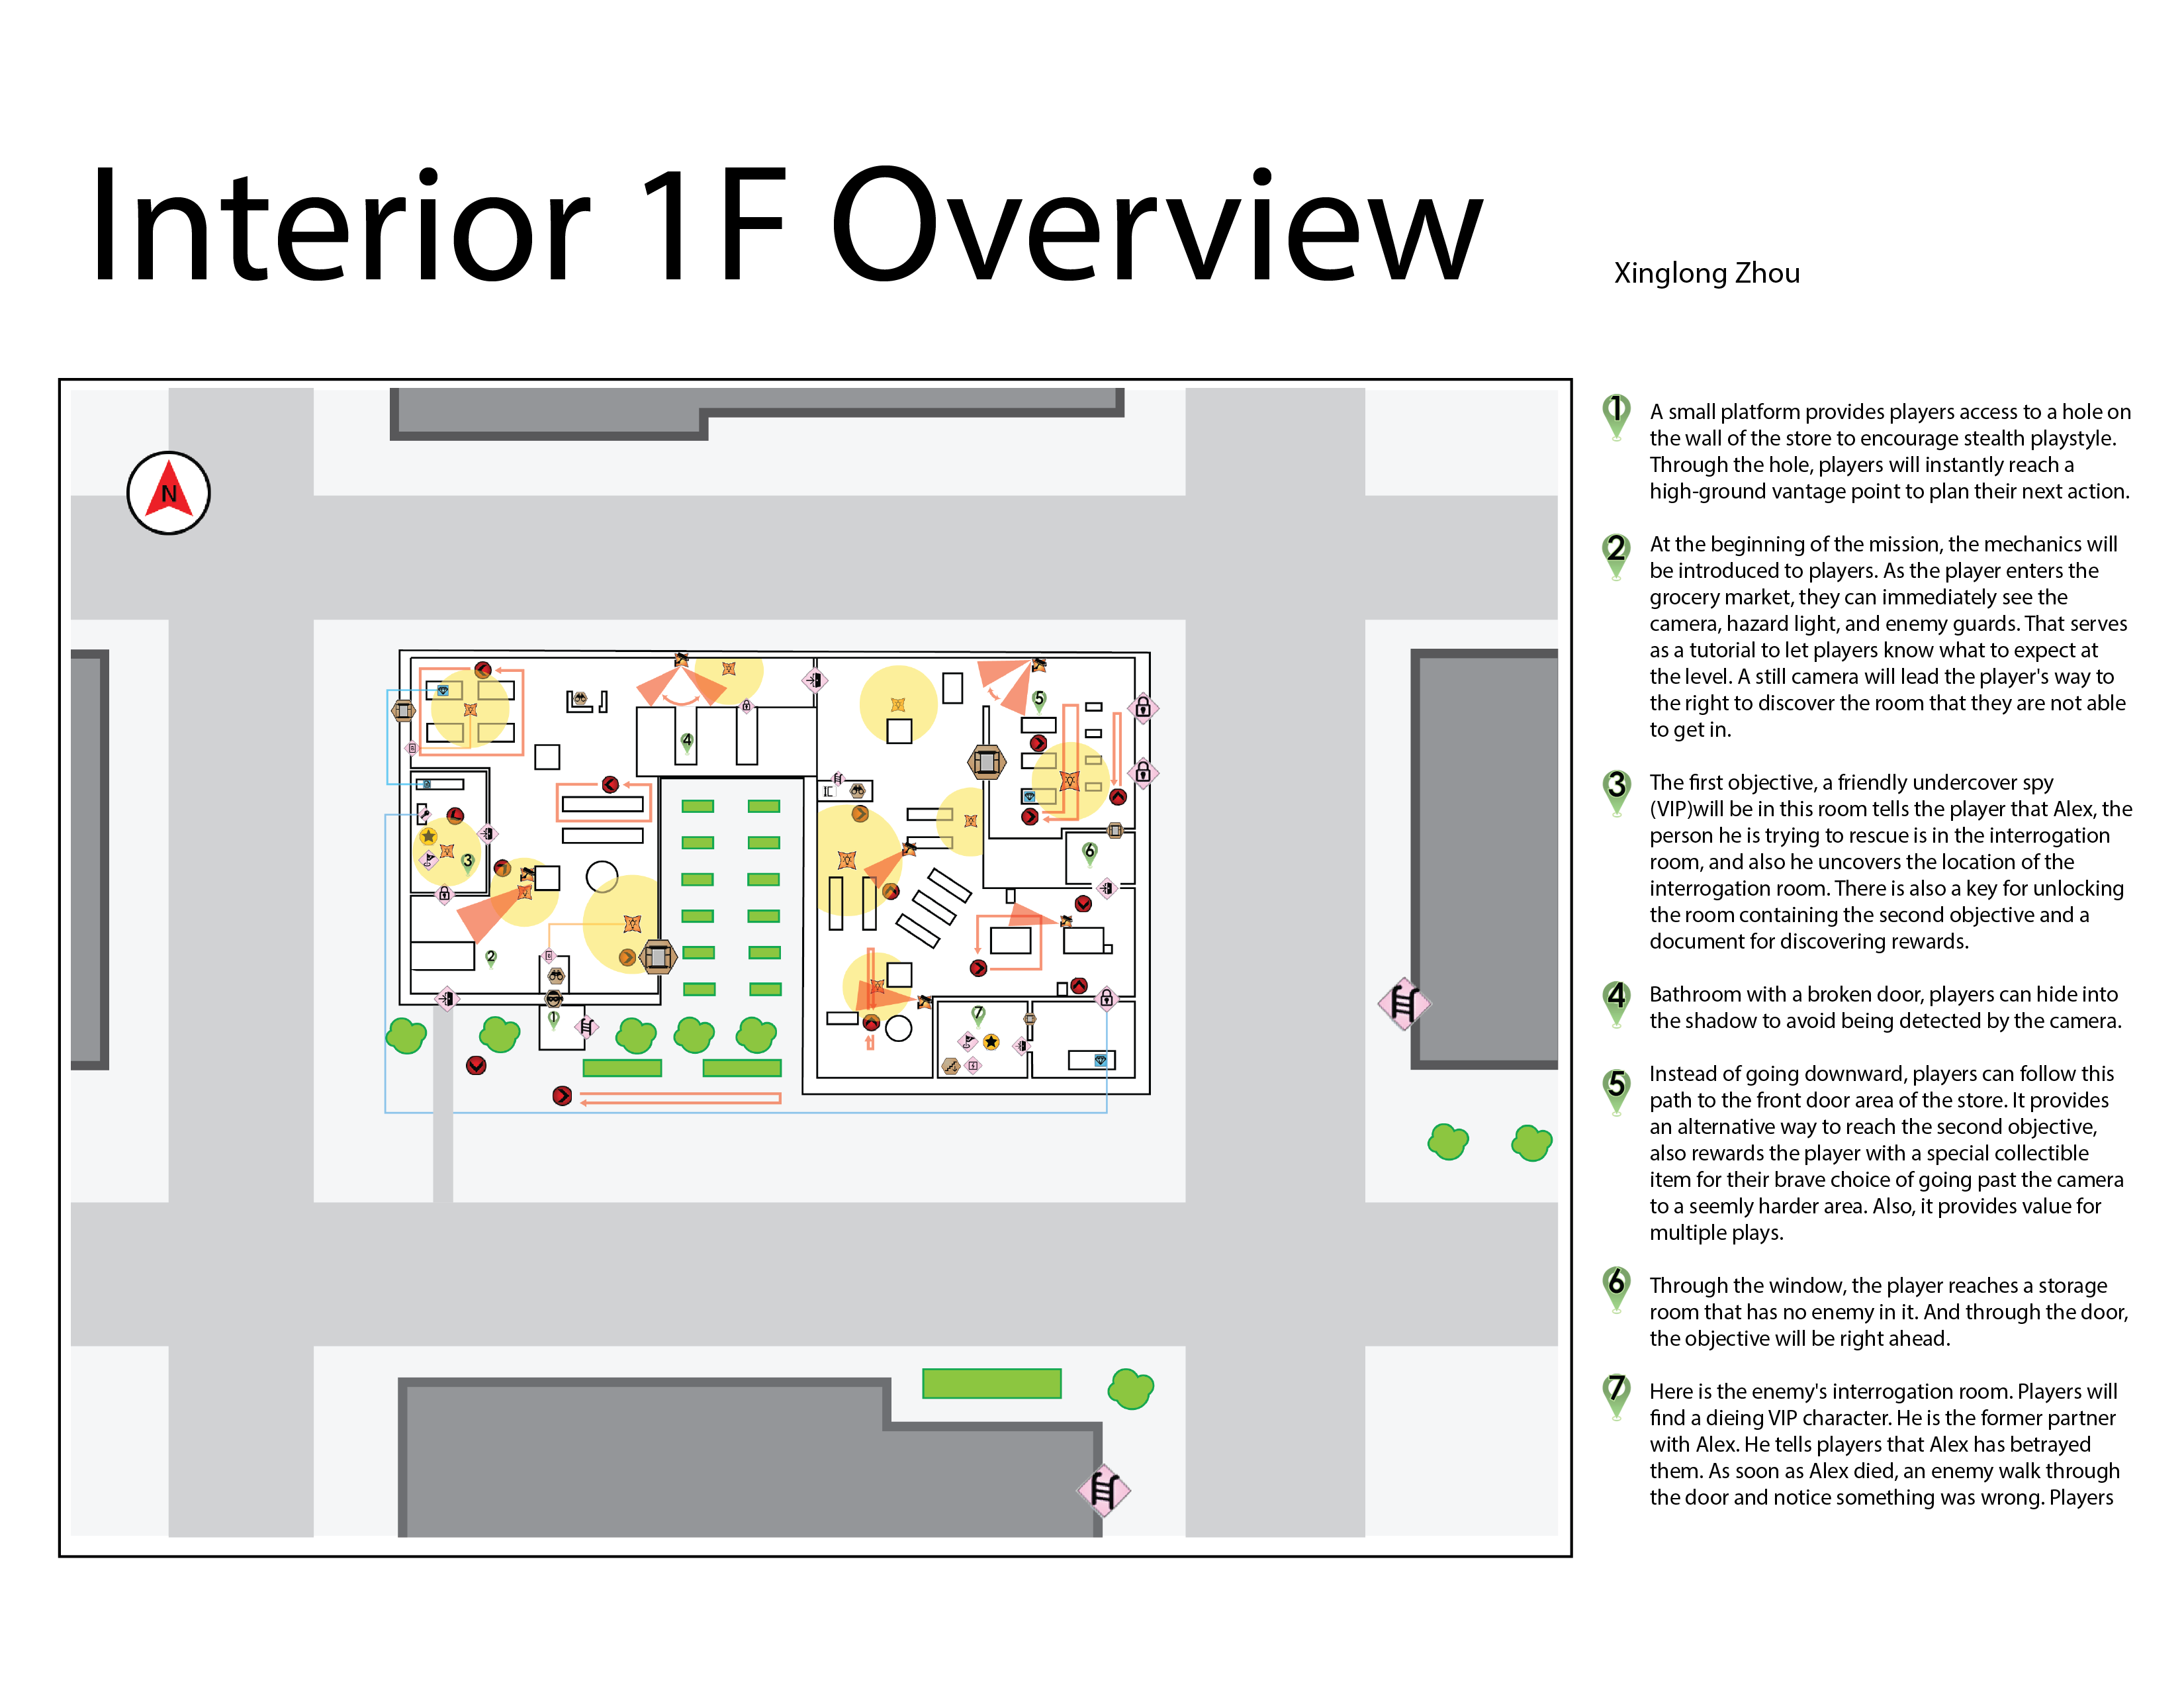 Interior 1F Overview
Xinglong Zhou
N
1
2
3
4
5
6
7
1
A small platform provides players access to a hole on
the wall of the store to encourage stealth playstyle.
Through the hole, players will instantly reach a
high-ground vantage point to plan their next action.
2
At the beginning of the mission, the mechanics will
be introduced to players. As the player enters the
grocery market, they can immediately see the
camera, hazard light, and enemy guards. That serves
as a tutorial to let players know what to expect at
the level. A still camera will lead the player's way to
the right to discover the room that they are not able
to get in.
3
The first objective, a friendly undercover spy
(VIP)will be in this room tells the player that Alex, the
person he is trying to rescue is in the interrogation
room, and also he uncovers the location of the
interrogation room. There is also a key for unlocking
the room containing the second objective and a
document for discovering rewards.
4
Bathroom with a broken door, players can hide into
the shadow to avoid being detected by the camera.
5
Instead of going downward, players can follow this
path to the front door area of the store. It provides
an alternative way to reach the second objective,
also rewards the player with a special collectible
item for their brave choice of going past the camera
to a seemly harder area. Also, it provides value for
multiple plays.
6
Through the window, the player reaches a storage
room that has no enemy in it. And through the door,
the objective will be right ahead.
7
Here is the enemy's interrogation room. Players will
find a dieing VIP character. He is the former partner
with Alex. He tells players that Alex has betrayed
them. As soon as Alex died, an enemy walk through
the door and notice something was wrong. Players